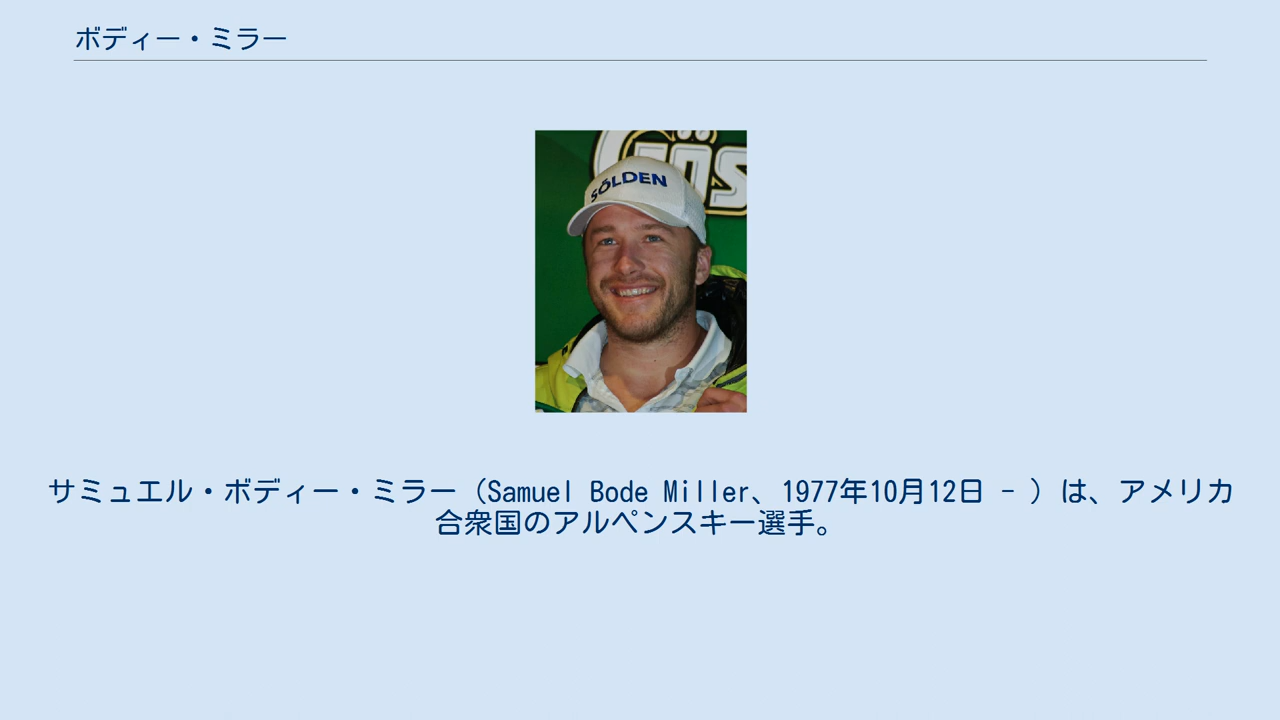 ボディー・ミラー
Gös
SÖLDEN
サミュエル・ボディー・ミラー（Samuel Bode Miller、1977年10月12日 - ）は、アメリカ
合衆国のアルペンスキー選手。